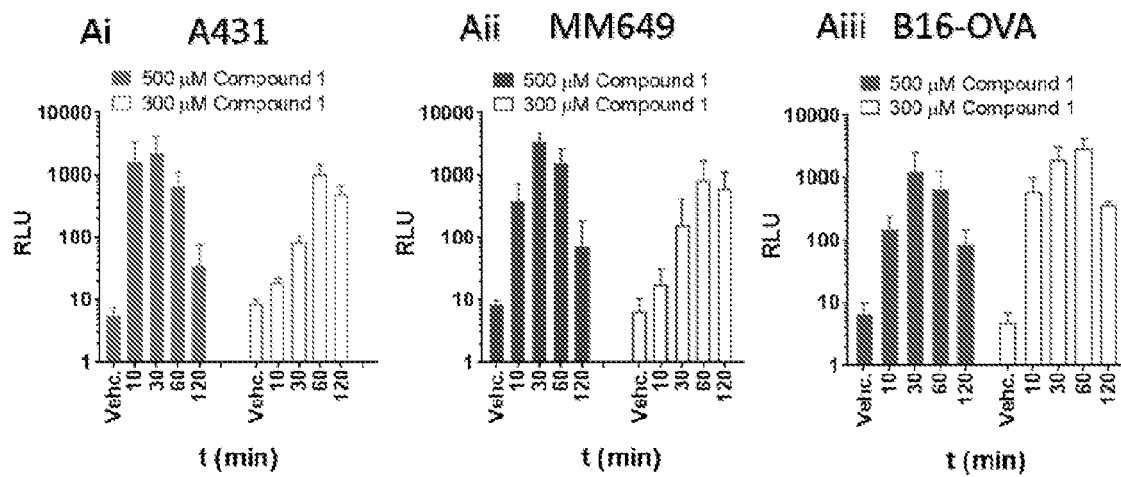 Ai A431
500 µM Compound 1
300 µM Compound 1
RLU
10000
1000
100
10
1
Vehc. 10 30 60 120 Vehc. 10 30 60 120
t (min)
Aii MM649
500 µM Compound 1
300 µM Compound 1
RLU
10000
1000
100
10
1
Vehc. 10 30 60 120 Vehc. 10 30 60 120
t (min)
Aiii B16-OVA
500 µM Compound 1
300 µM Compound 1
RLU
10000
1000
100
10
1
Vehc. 10 30 60 120 Vehc. 10 30 60 120
t (min)